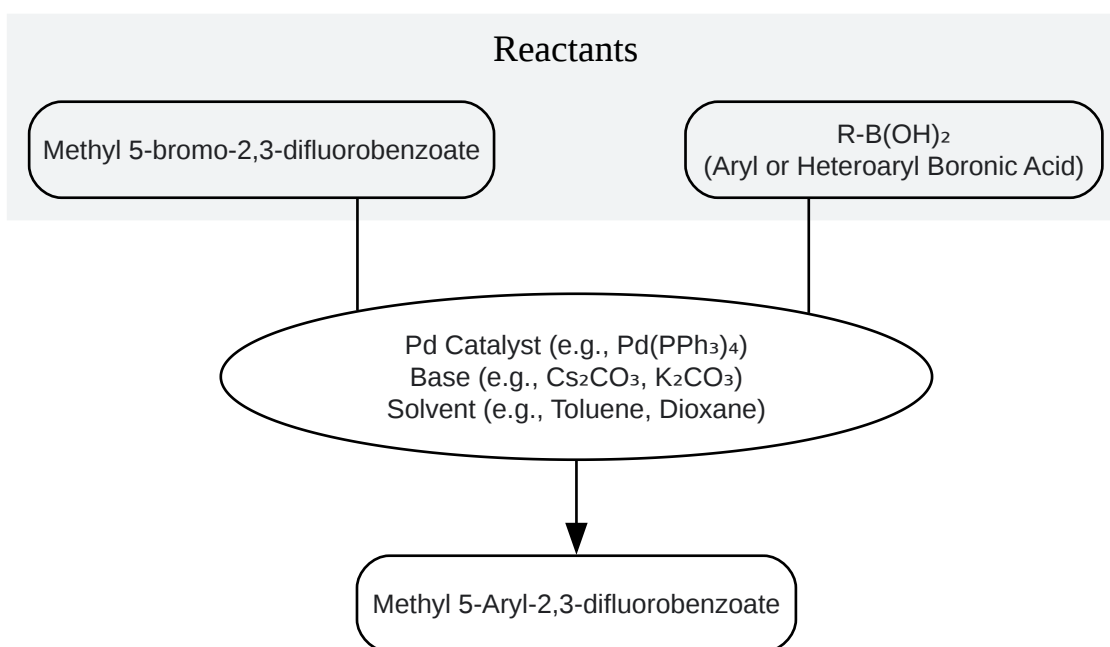 Reactants
Methyl 5-bromo-2,3-difluorobenzoate
R-B(OH)₂
(Aryl or Heteroaryl Boronic Acid)
Pd Catalyst (e.g., Pd(PPh₃)₄)
Base (e.g., Cs₂CO₃, K₂CO₃)
Solvent (e.g., Toluene, Dioxane)
Methyl 5-Aryl-2,3-difluorobenzoate